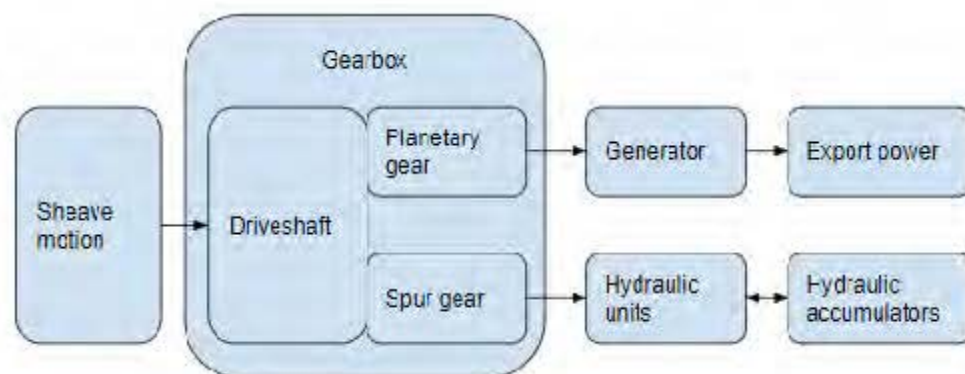 Gearbox
Sheave
motion
Driveshaft
Planetary
gear
Generator
Export power
Spur gear
Hydraulic
units
Hydraulic
accumulators